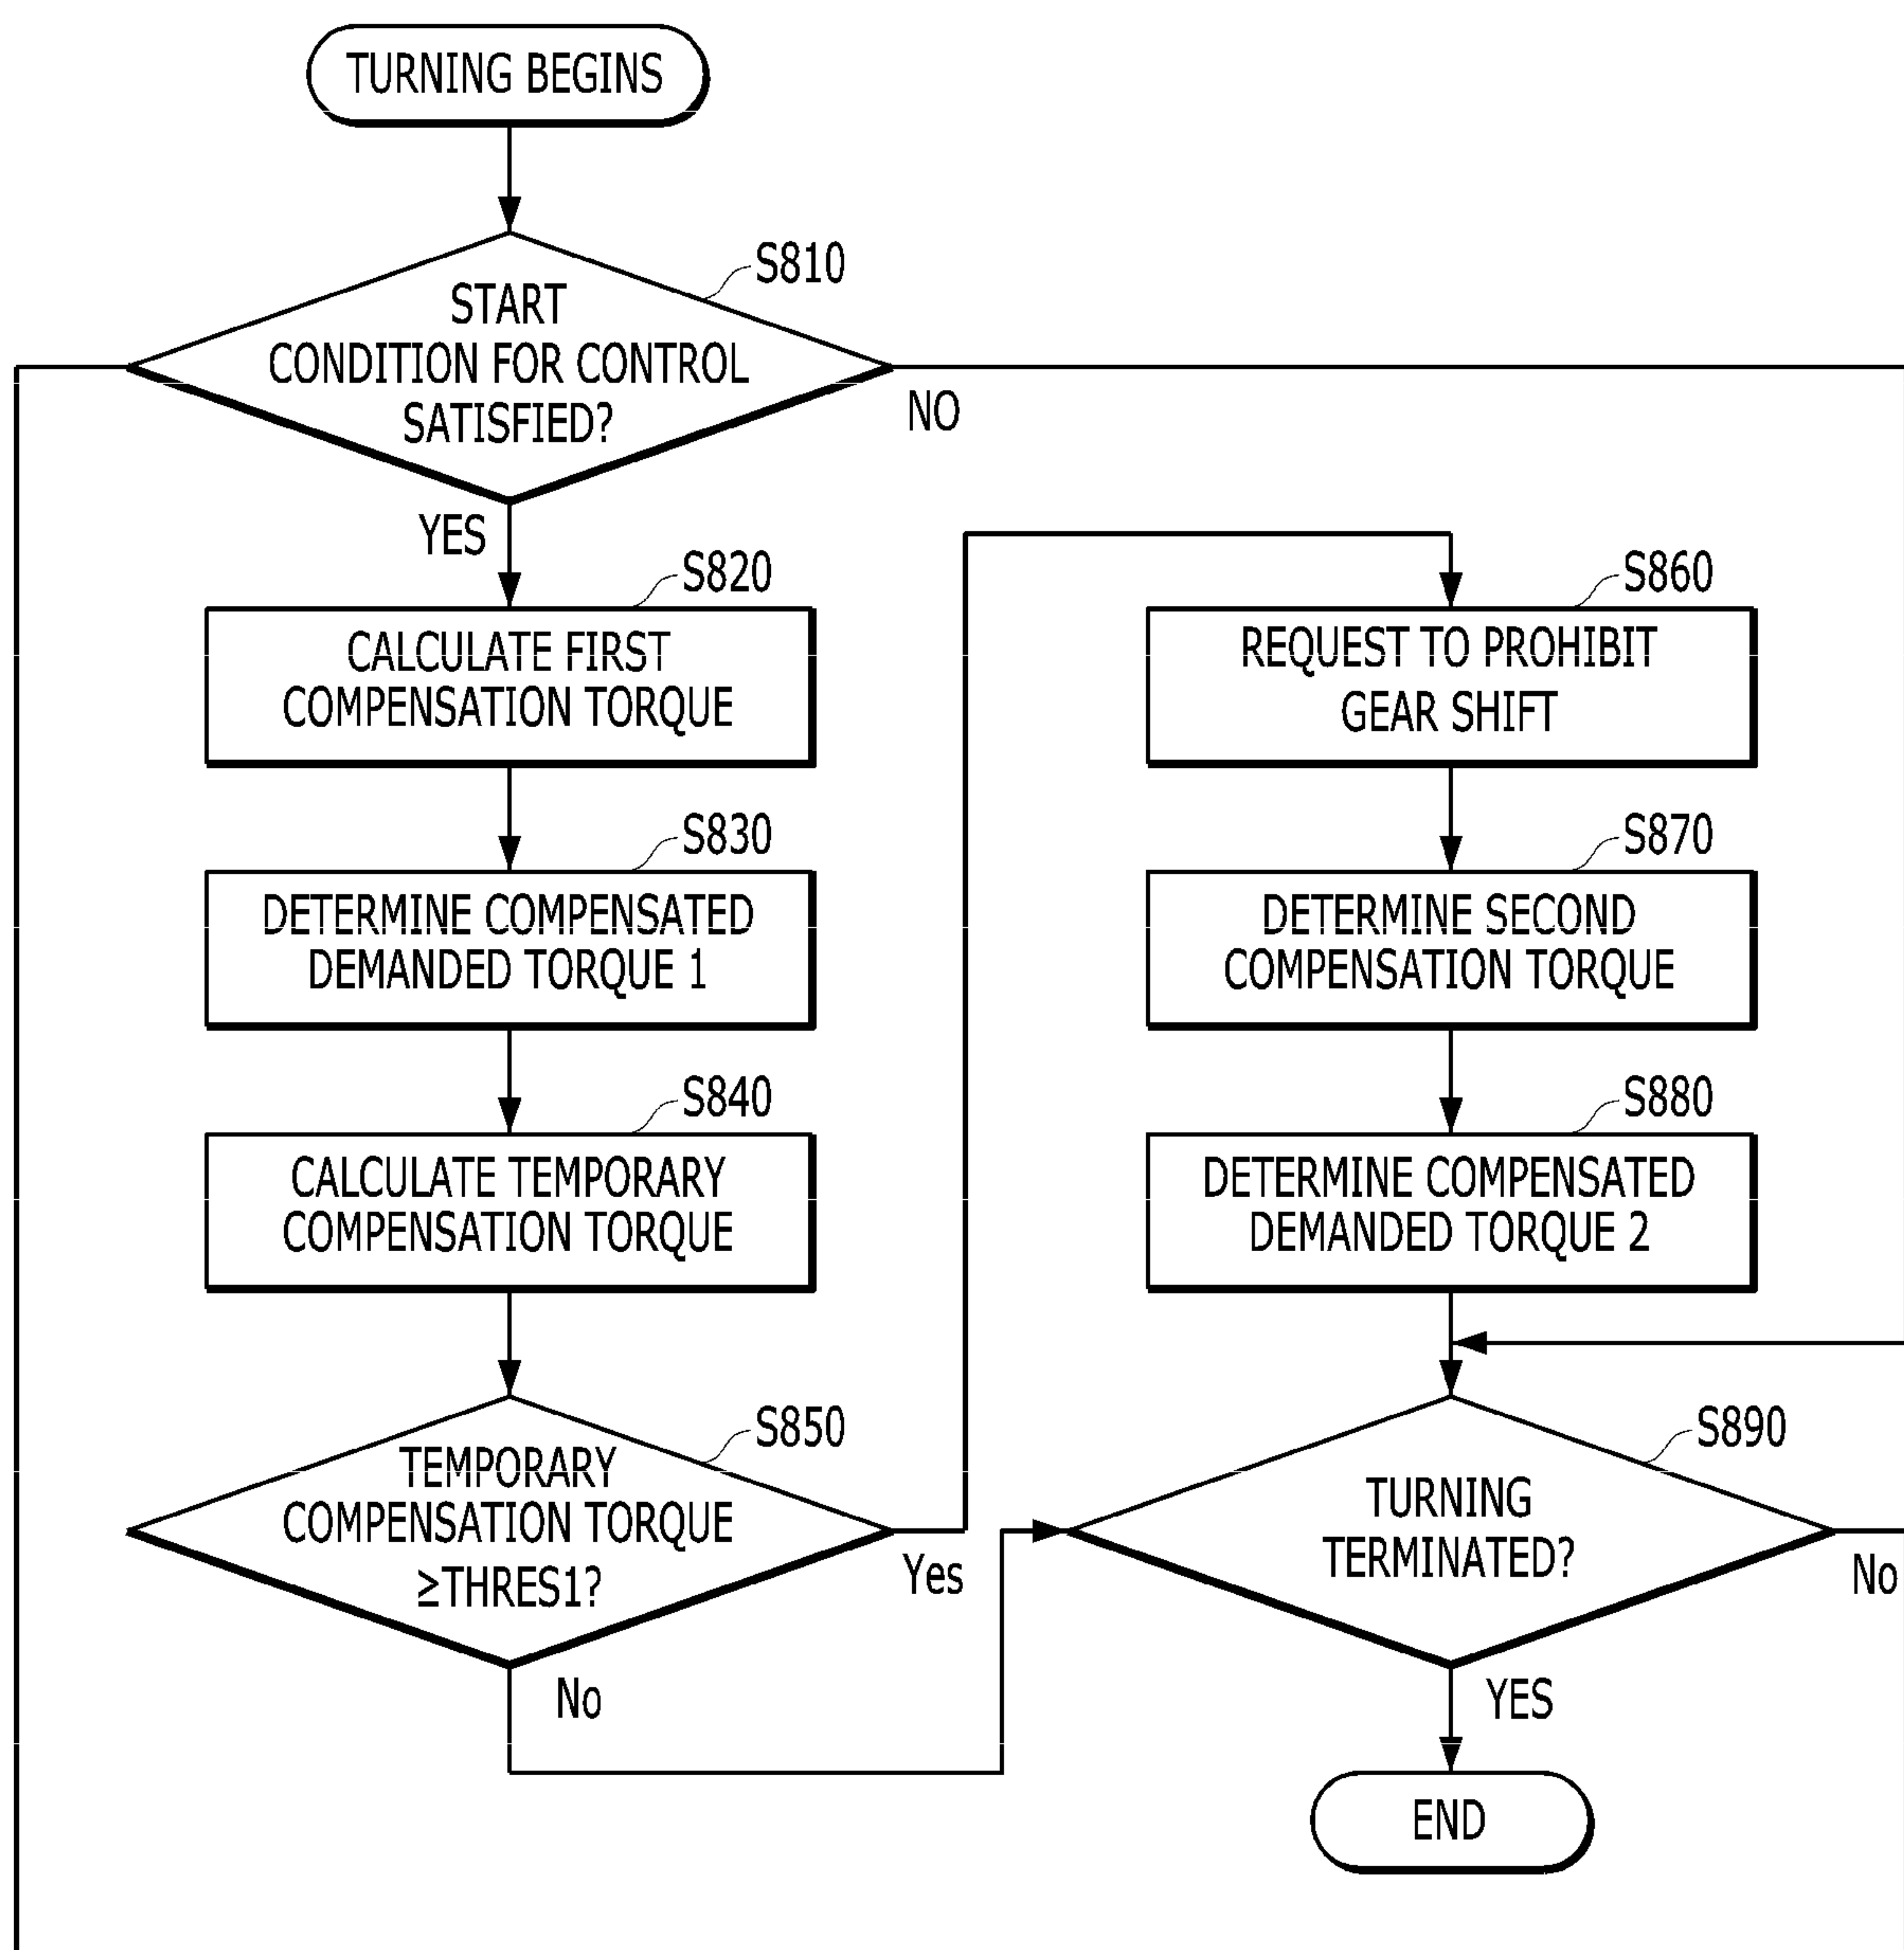 TURNING BEGINS
S810
START
CONDITION FOR CONTROL
SATISFIED?
NO
YES
S820
CALCULATE FIRST
COMPENSATION TORQUE
S830
DETERMINE COMPENSATED
DEMANDED TORQUE 1
S840
CALCULATE TEMPORARY
COMPENSATION TORQUE
S850
TEMPORARY
COMPENSATION TORQUE
≥THRES1?
Yes
No
S860
REQUEST TO PROHIBIT
GEAR SHIFT
S870
DETERMINE SECOND
COMPENSATION TORQUE
S880
DETERMINE COMPENSATED
DEMANDED TORQUE 2
S890
TURNING
TERMINATED?
No
YES
END